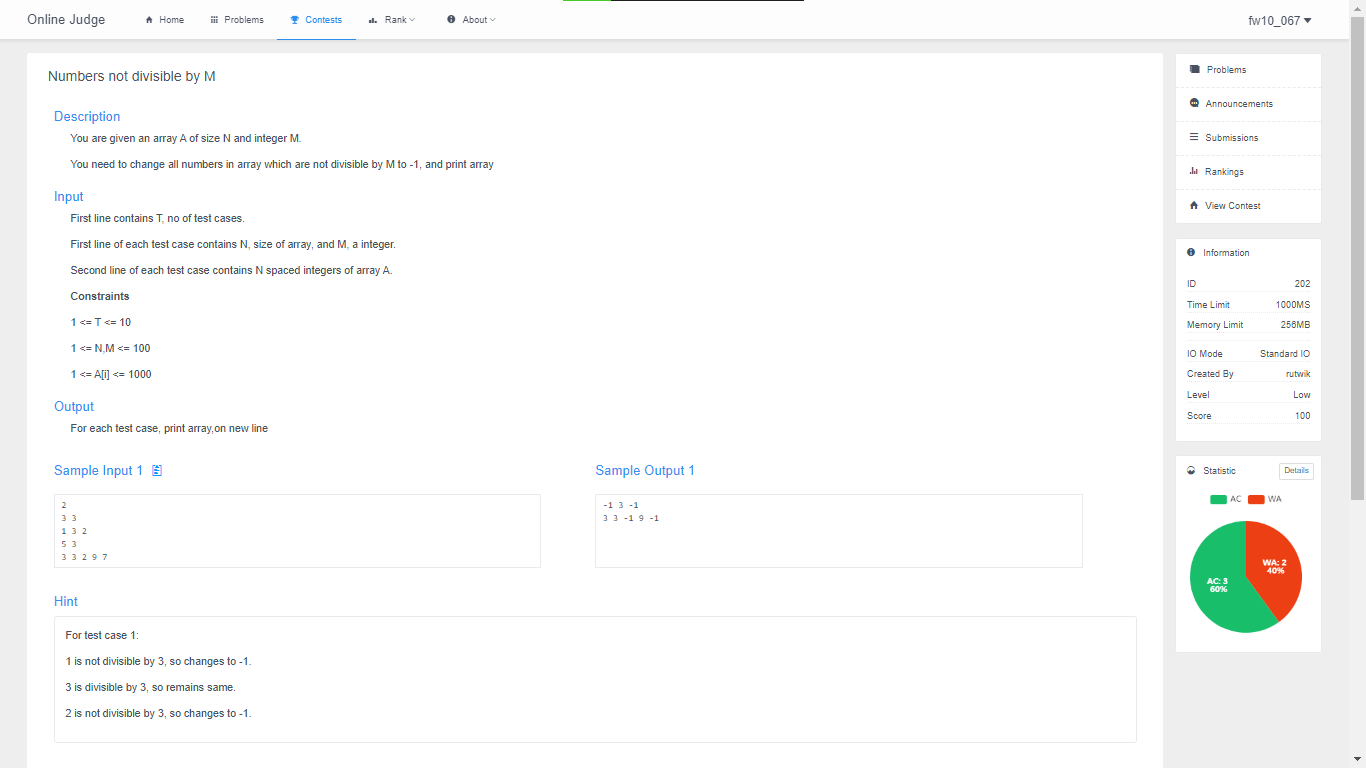 Online Judge
Home
Problems
Contests
Rank
About
fw10_067
Numbers not divisible by M
Description
You are given an array A of size N and integer M.
You need to change all numbers in array which are not divisible by M to -1, and print array
Input
First line contains T, no of test cases.
First line of each test case contains N, size of array, and M, a integer.
Second line of each test case contains N spaced integers of array A.
Constraints
1 <= T <= 10
1 <= N,M <= 100
1 <= A[i] <= 1000
Output
For each test case, print array,on new line
Sample Input 1
2
3 3
1 3 2
5 3
3 3 2 9 7
Sample Output 1
-1 3 -1
3 3 -1 9 -1
Hint
For test case 1:
1 is not divisible by 3, so changes to -1.
3 is divisible by 3, so remains same.
2 is not divisible by 3, so changes to -1.
Problems
Announcements
Submissions
Rankings
View Contest
Information
ID 202
Time Limit 1000MS
Memory Limit 256MB
IO Mode Standard IO
Created By rutwik
Level Low
Score 100
Statistic Details
AC WA
WA: 2
40%
AC: 3
60%